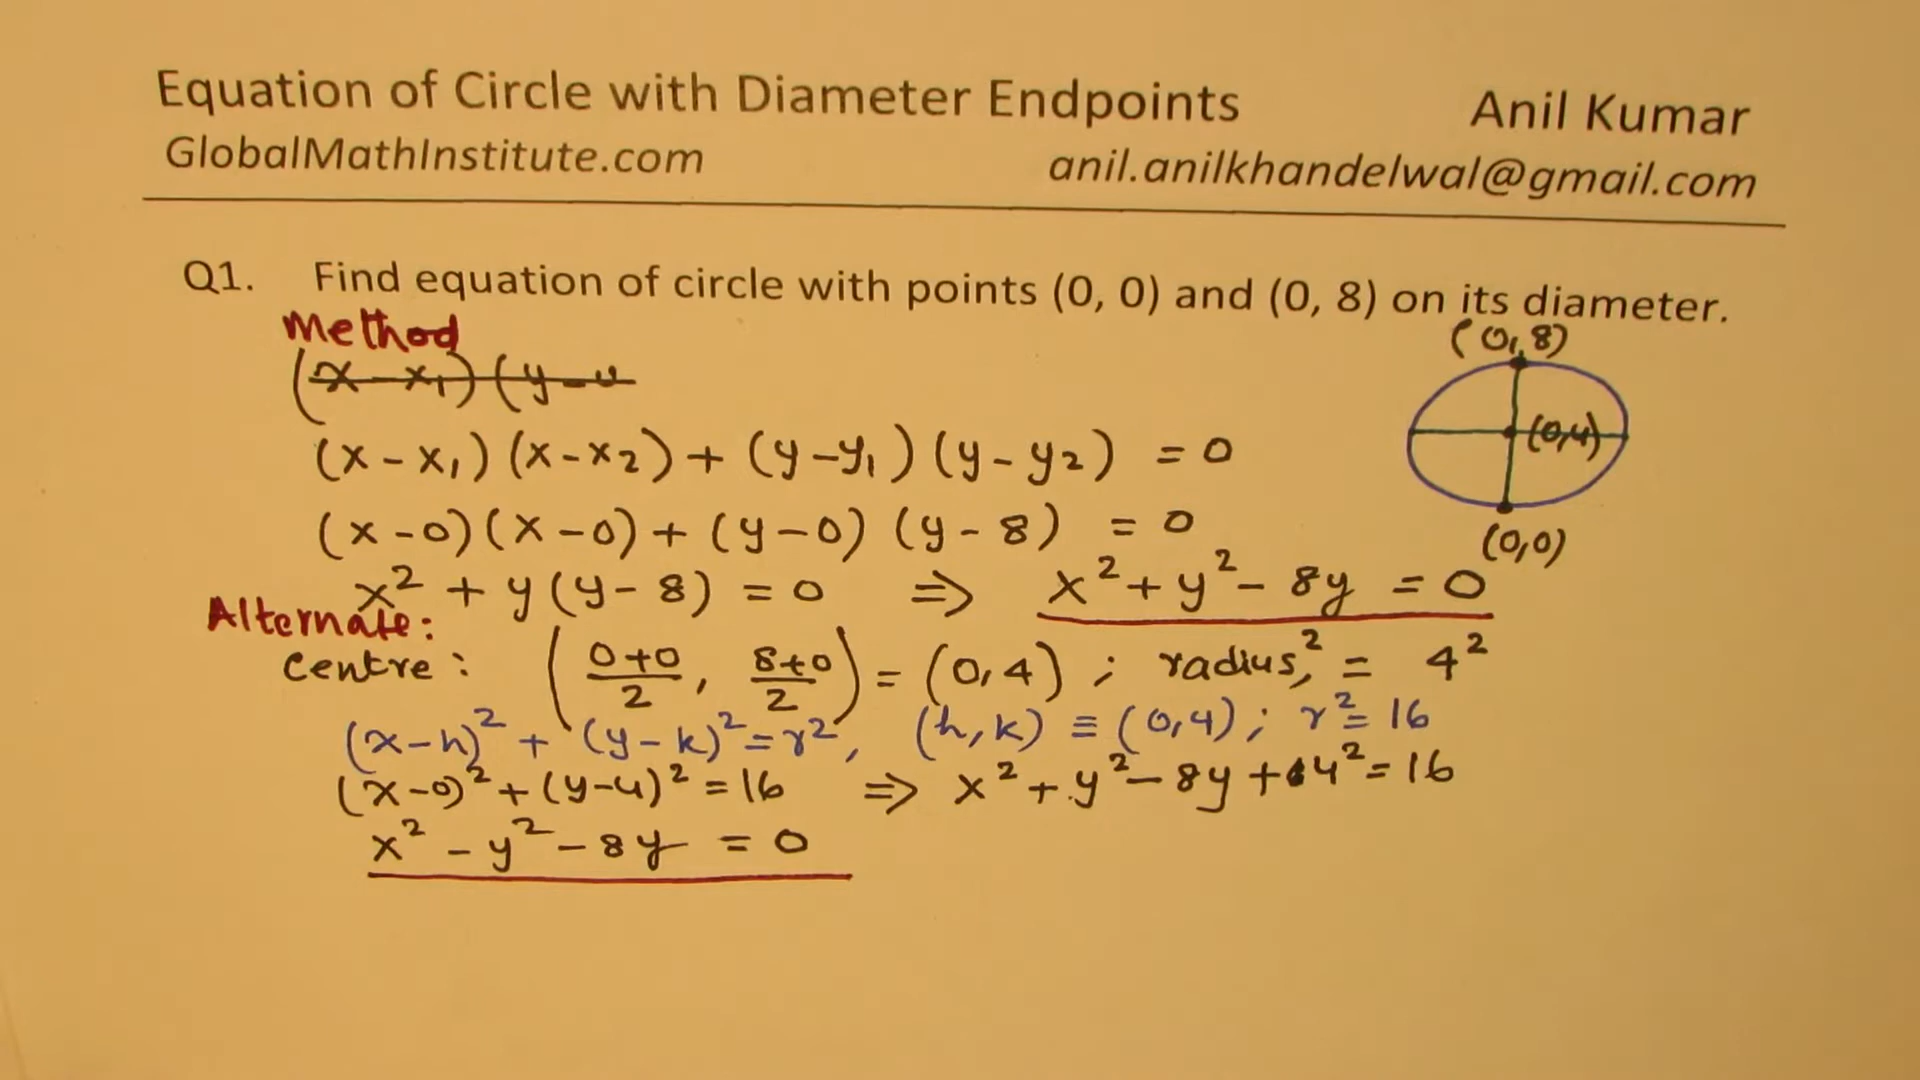 Equation of Circle with Diameter Endpoints Anil Kumar
GlobalMathInstitute.com anil.anilkhandelwal@gmail.com
Q1. Find equation of circle with points (0, 0) and (0, 8) on its diameter.
Method
(0,8)
(x-x₁)(y-
(x-x₁)(x-x₂)+(y-y₁)(y-y₂) = 0
(0,4)
(x-0)(x-0)+(y-0)(y-8) = 0
(0,0)
x²+y(y-8) = 0 ⇒ x²+y²-8y = 0
Alternate:
Centre: (0+0/2, 8+0/2) = (0,4); radius,² = 4²
(x-h)²+(y-k)²=r², (h,k) ≡ (0,4); r²=16
(x-0)²+(y-4)²=16 ⇒ x²+y²-8y+4²=16
x²-y²-8y = 0